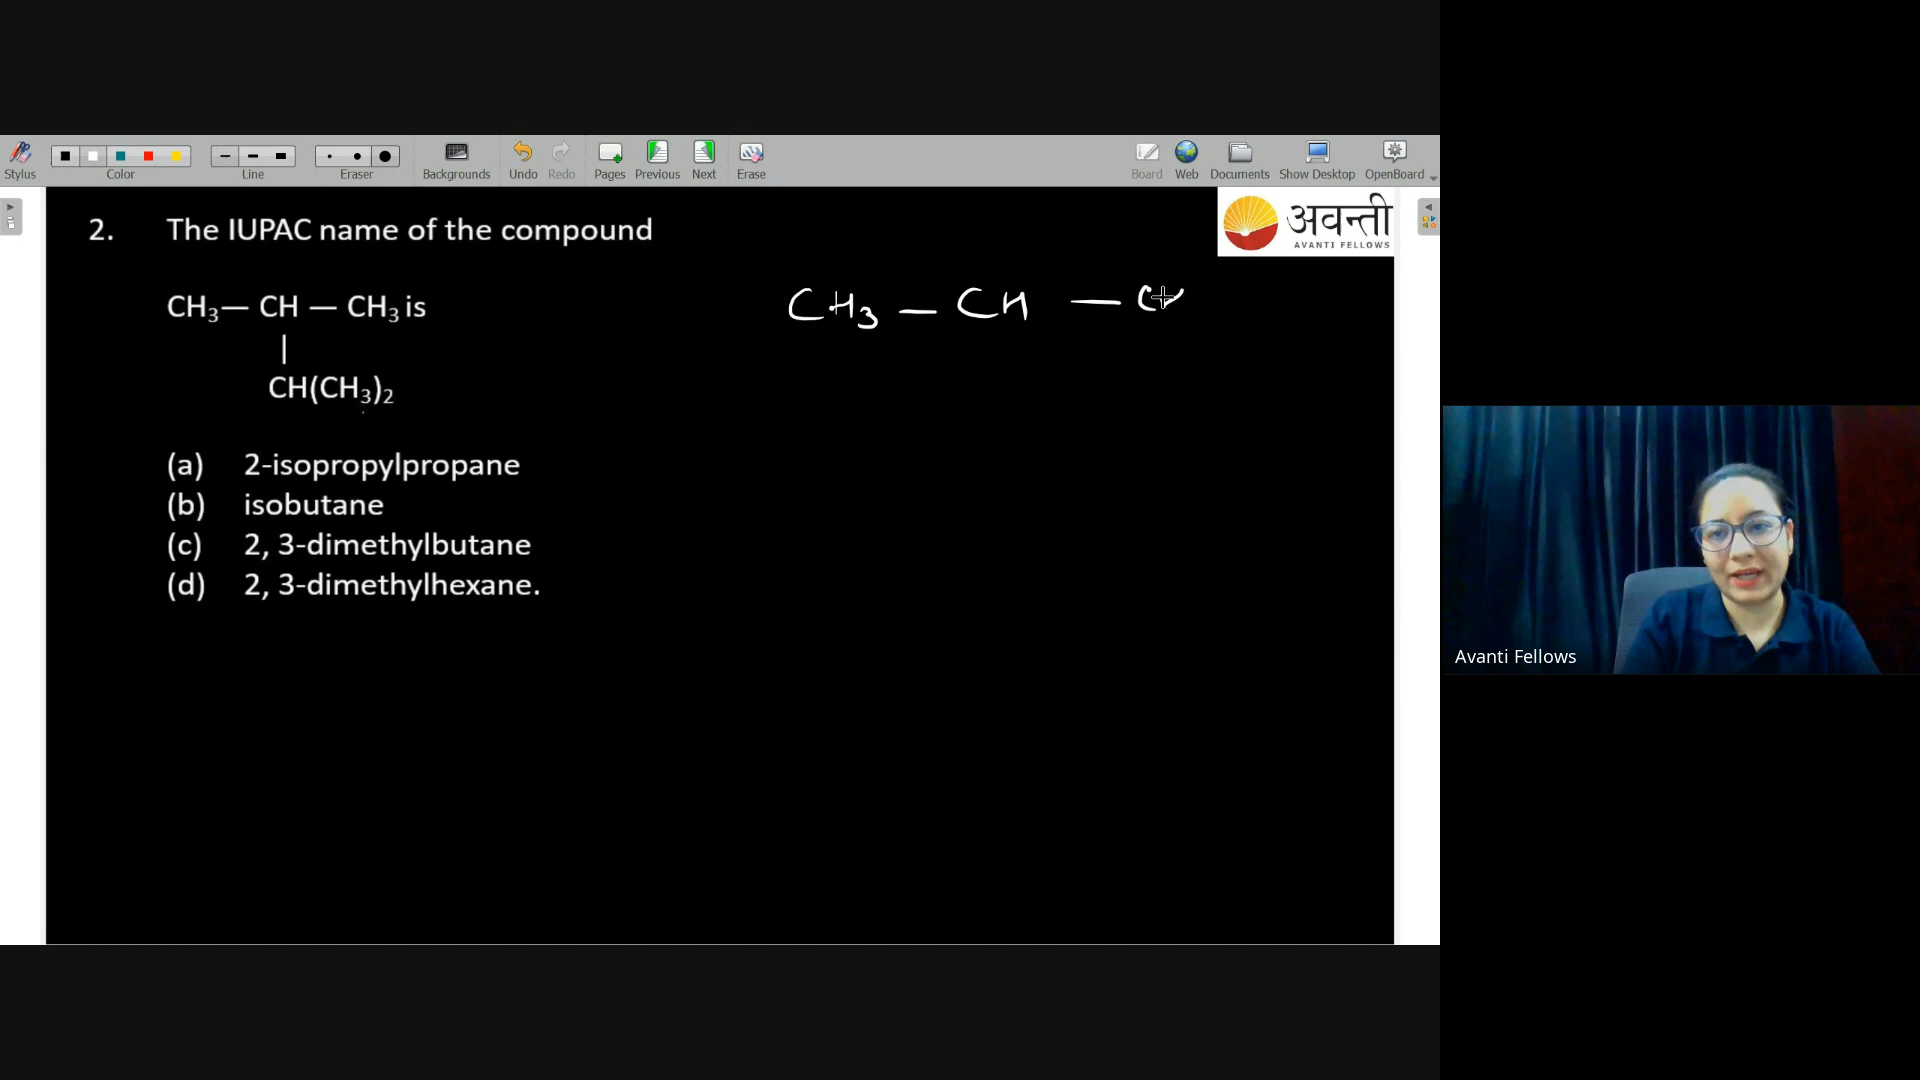 Stylus
Color
Line
Eraser
Backgrounds
Undo
Redo
Pages
Previous
Next
Erase
Board
Web
Documents
Show Desktop
OpenBoard
2. The IUPAC name of the compound
अवन्ती
AVANTI FELLOWS
CH₃— CH — CH₃ is
|
CH(CH₃)₂
CH₃ — CH —
(a) 2-isopropylpropane
(b) isobutane
(c) 2, 3-dimethylbutane
(d) 2, 3-dimethylhexane.
Avanti Fellows